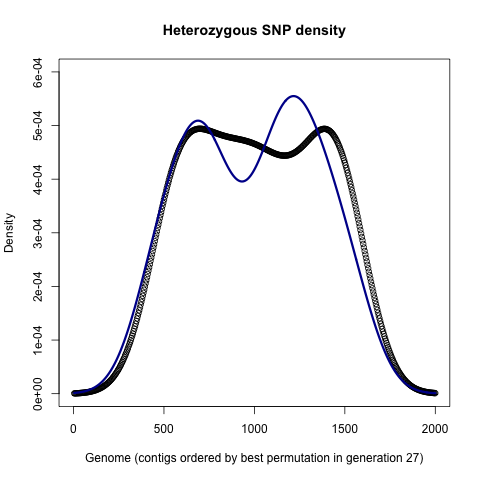 Heterozygous SNP density
6e-04
5e-04
4e-04
3e-04
2e-04
1e-04
0e+00
Density
0 500 1000 1500 2000
Genome (contigs ordered by best permutation in generation 27)